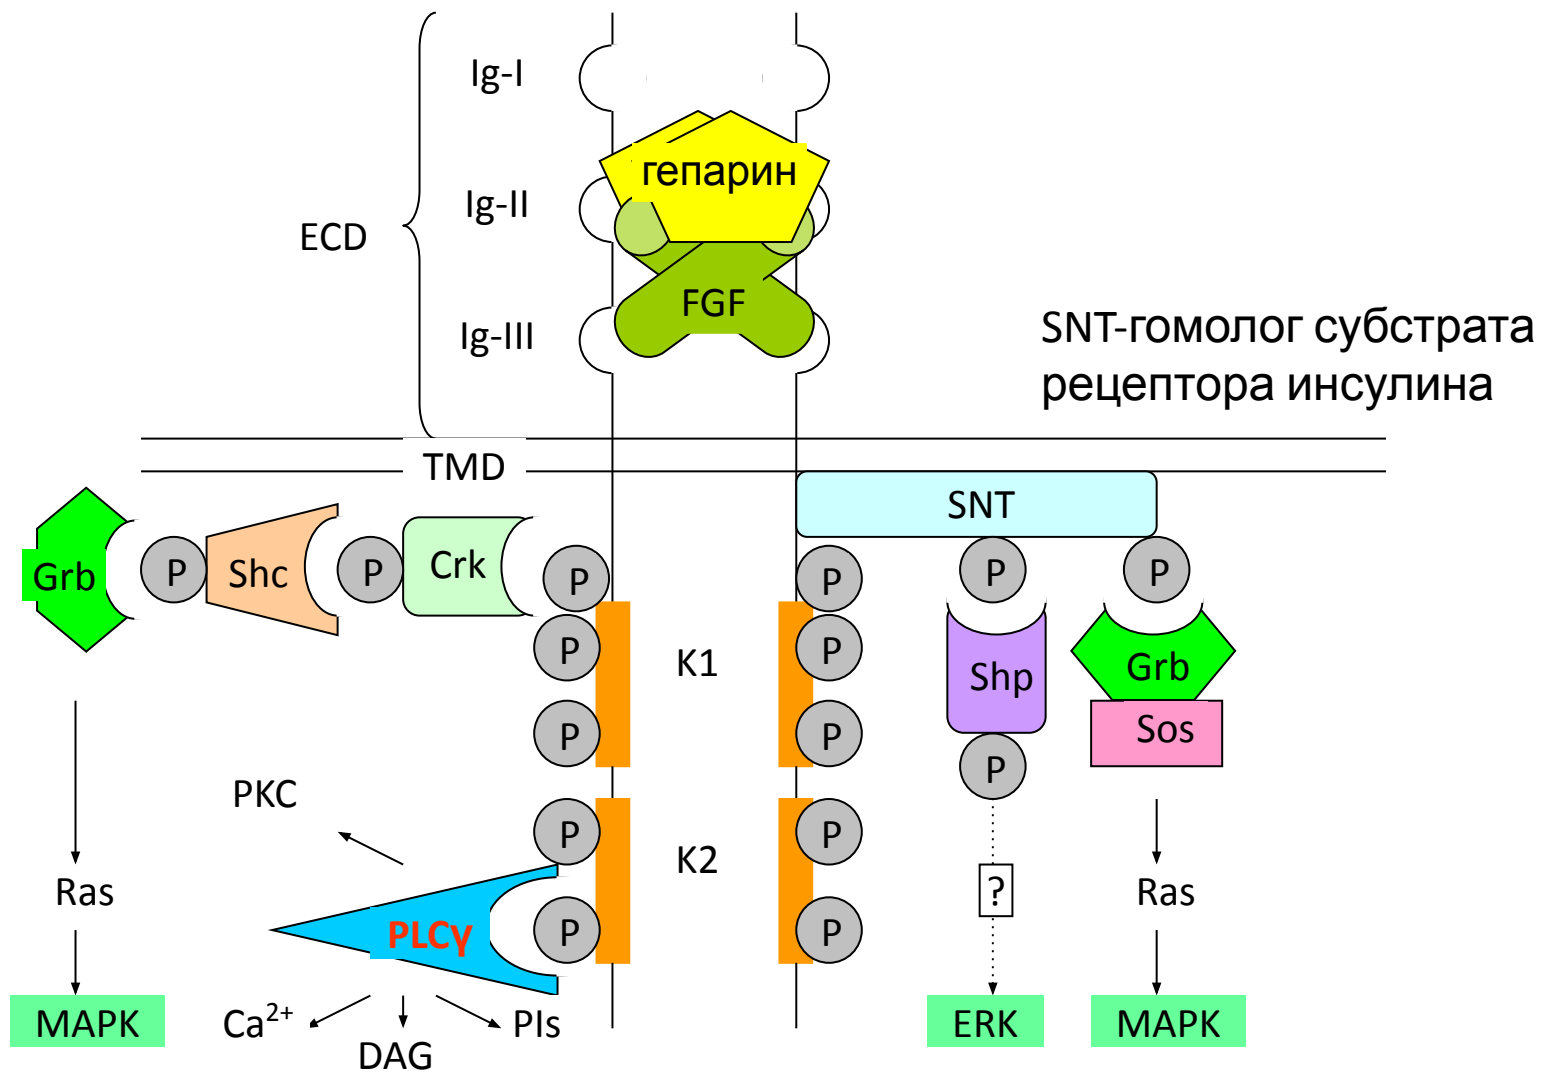 Ig-I
гепарин
Ig-II
ECD
FGF
Ig-III
SNT-гомолог субстрата
рецептора инсулина
TMD
SNT
Grb
P
Shc
P
Crk
P
P
P
P
P
K1
P
Shp
Grb
P
P
Sos
P
PKC
P
K2
P
Ras
?
Ras
PLCγ
P
P
MAPK
Ca²⁺
DAG
PIs
ERK
MAPK